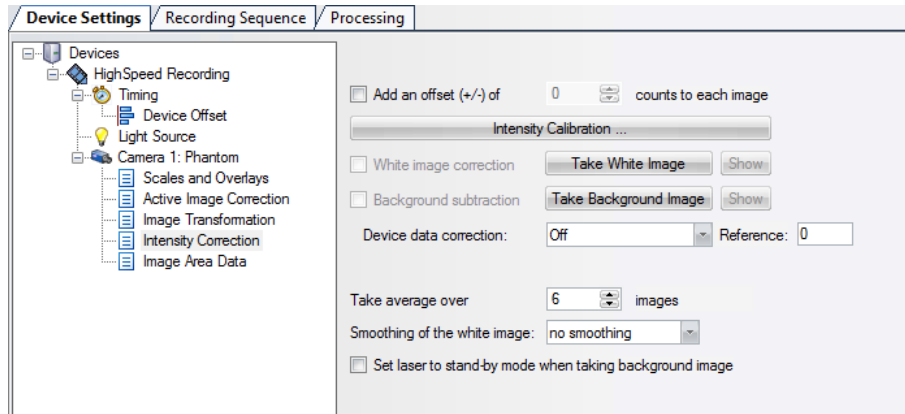 Device Settings Recording Sequence Processing
Devices
HighSpeed Recording
Timing
Device Offset
Light Source
Camera 1: Phantom
Scales and Overlays
Active Image Correction
Image Transformation
Intensity Correction
Image Area Data
Add an offset (+/-) of 0 counts to each image
Intensity Calibration ...
White image correction Take White Image Show
Background subtraction Take Background Image Show
Device data correction: Off Reference: 0
Take average over 6 images
Smoothing of the white image: no smoothing
Set laser to stand-by mode when taking background image